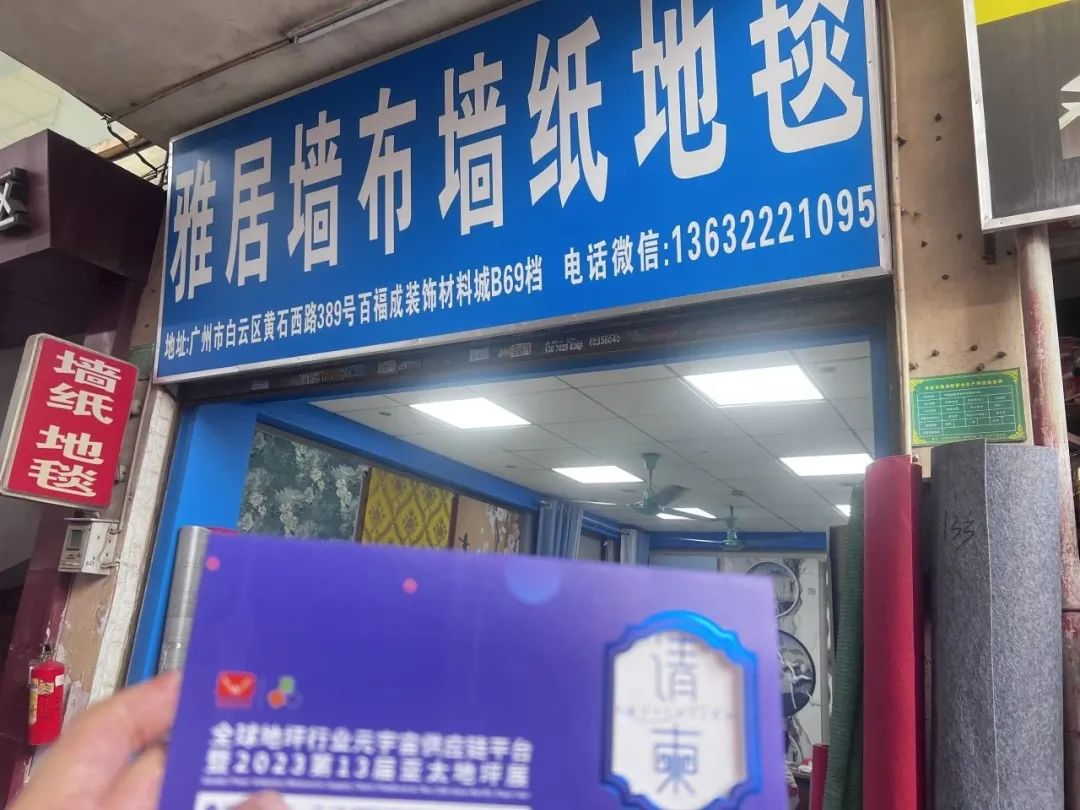 雅居墙布墙纸地毯
地址:广州市白云区黄石西路389号百福成装饰材料城B69档 电话微信:13632221095
墙纸
地毯
区
133
请柬
全球地坪行业元宇宙供应链平台
暨2023第13届亚太地坪展